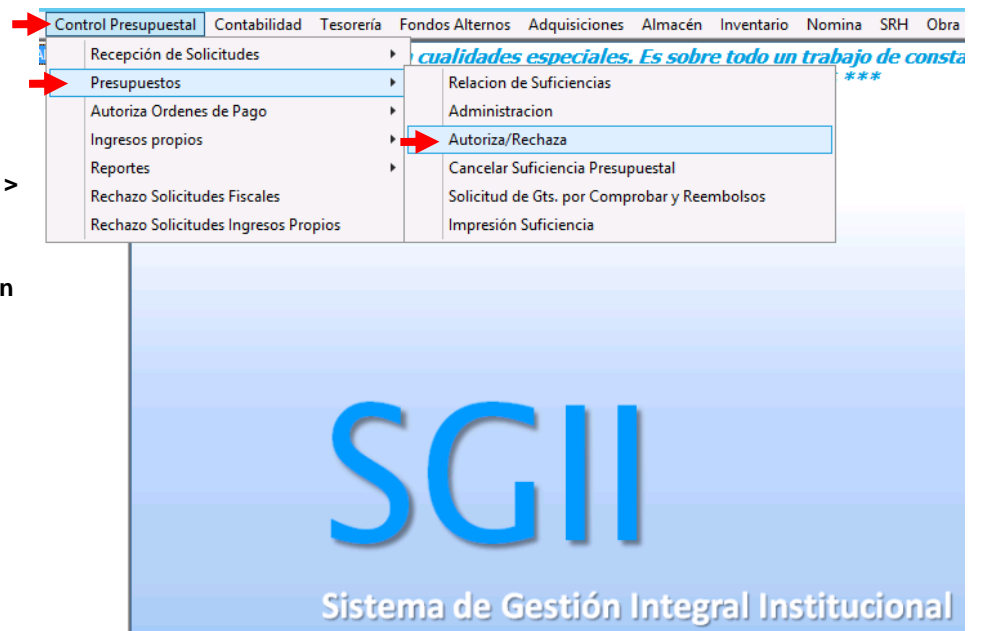 Control Presupuestal Contabilidad Tesorería Fondos Alternos Adquisiciones Almacén Inventario Nomina SRH Obra
cualidades especiales. Es sobre todo un trabajo de consta
***
Recepción de Solicitudes
Presupuestos
Autoriza Ordenes de Pago
Ingresos propios
Reportes
Rechazo Solicitudes Fiscales
Rechazo Solicitudes Ingresos Propios
Relacion de Suficiencias
Administracion
Autoriza/Rechaza
Cancelar Suficiencia Presupuestal
Solicitud de Gts. por Comprobar y Reembolsos
Impresión Suficiencia
>
n
SGII
Sistema de Gestión Integral Institucional